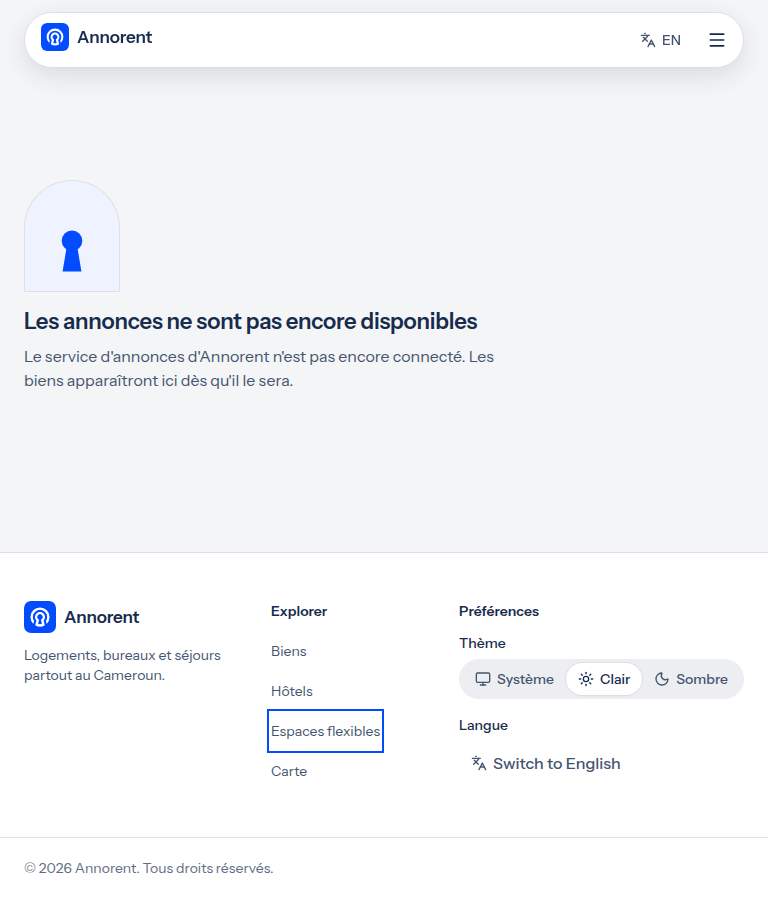 Annorent
EN
Les annonces ne sont pas encore disponibles
Le service d'annonces d'Annorent n'est pas encore connecté. Les
biens apparaîtront ici dès qu'il le sera.
Annorent
Logements, bureaux et séjours
partout au Cameroun.
Explorer
Biens
Hôtels
Espaces flexibles
Carte
Préférences
Thème
Système
Clair
Sombre
Langue
Switch to English
© 2026 Annorent. Tous droits réservés.